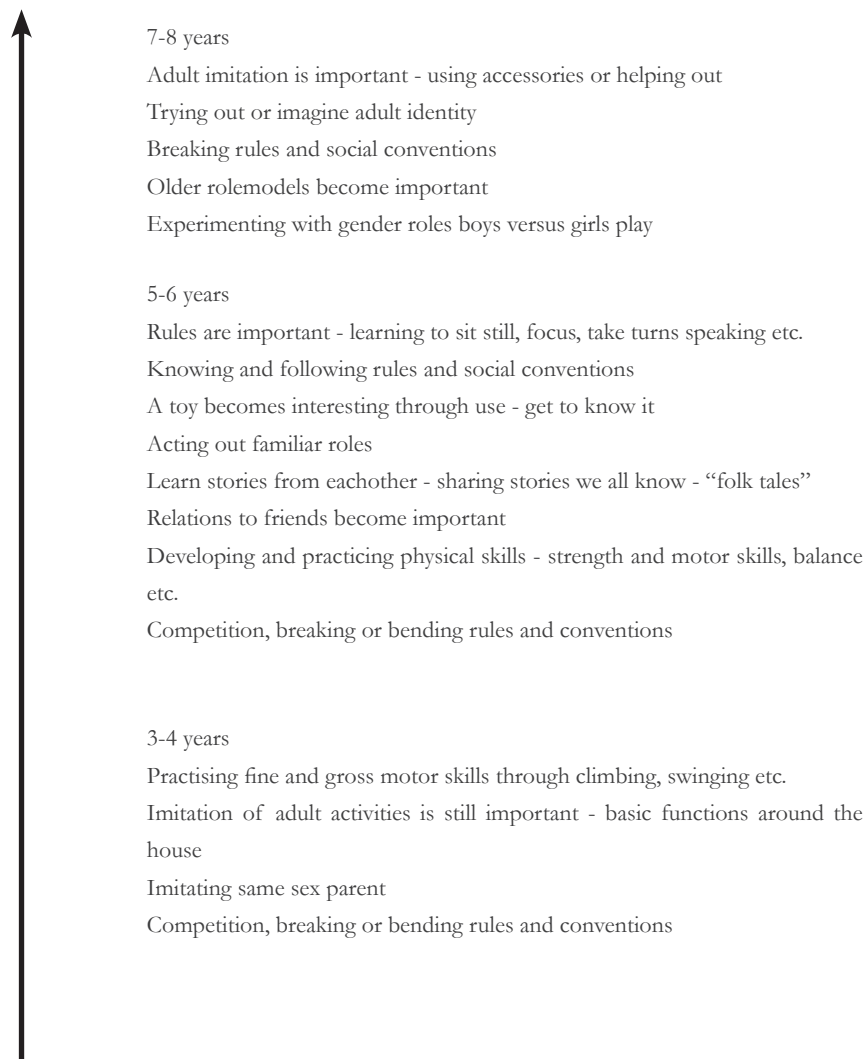 7-8 years
Adult imitation is important - using accessories or helping out
Trying out or imagine adult identity
Breaking rules and social conventions
Older rolemodels become important
Experimenting with gender roles boys versus girls play
5-6 years
Rules are important - learning to sit still, focus, take turns speaking etc.
Knowing and following rules and social conventions
A toy becomes interesting through use - get to know it
Acting out familiar roles
Learn stories from eachother - sharing stories we all know - “folk tales”
Relations to friends become important
Developing and practicing physical skills - strength and motor skills, balance
etc.
Competition, breaking or bending rules and conventions
3-4 years
Practising fine and gross motor skills through climbing, swinging etc.
Imitation of adult activities is still important - basic functions around the
house
Imitating same sex parent
Competition, breaking or bending rules and conventions